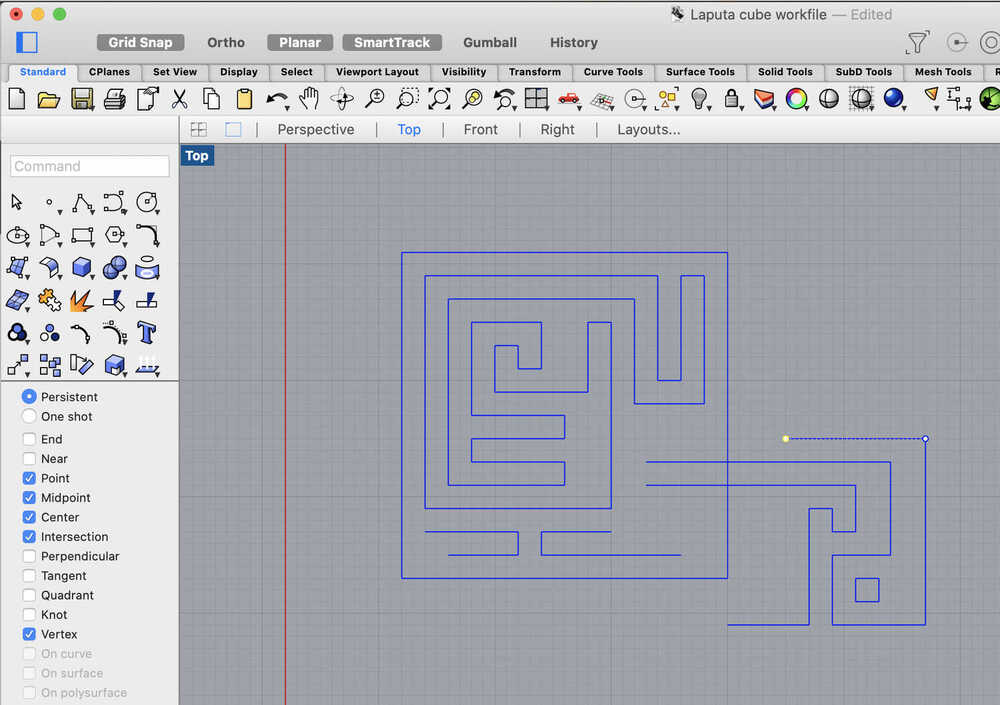 Laputa cube workfile — Edited
Grid Snap Ortho Planar SmartTrack Gumball History
Standard CPlanes Set View Display Select Viewport Layout Visibility Transform Curve Tools Surface Tools Solid Tools SubD Tools Mesh Tools R
Perspective Top Front Right Layouts...
Top
Command
Persistent
One shot
End
Near
Point
Midpoint
Center
Intersection
Perpendicular
Tangent
Quadrant
Knot
Vertex
On curve
On surface
On polysurface